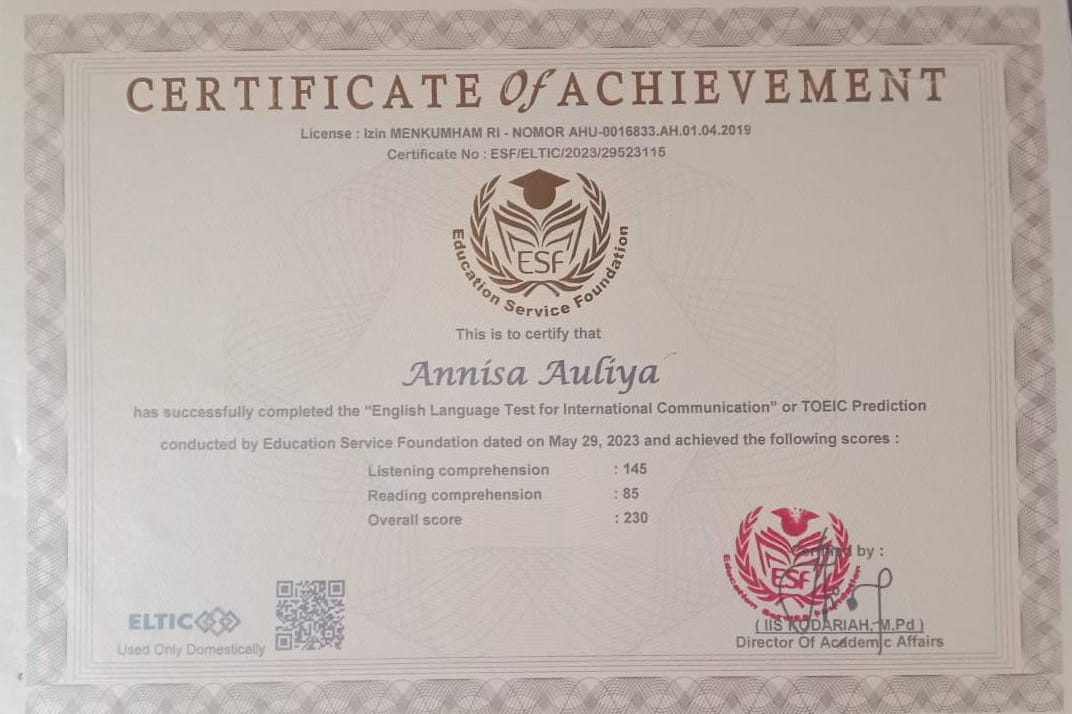 CERTIFICATE Of ACHIEVEMENT
License : Izin MENKUMHAM RI - NOMOR AHU-0016833.AH.01.04.2019
Certificate No : ESF/ELTIC/2023/29523115
ESF
Education Service Foundation
This is to certify that
Annisa Auliya
has successfully completed the “English Language Test for International Communication” or TOEIC Prediction
conducted by Education Service Foundation dated on May 29, 2023 and achieved the following scores :
Listening comprehension : 145
Reading comprehension : 85
Overall score : 230
Certified by :
ESF
Education Service Foundation
( IIS KUDARIAH, M.Pd )
Director Of Academic Affairs
ELTIC
Used Only Domestically